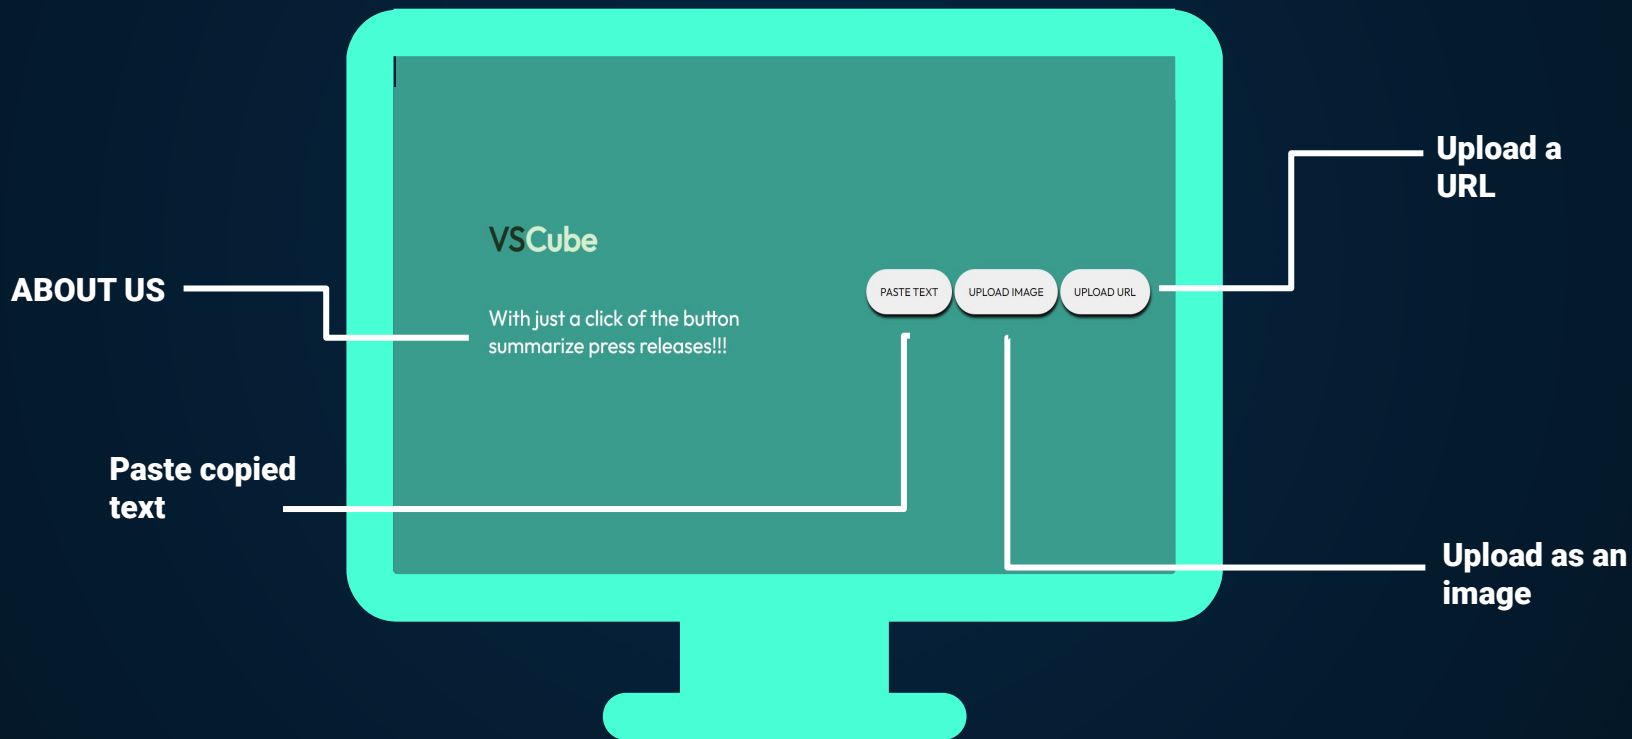 Upload a
URL
VSCube
ABOUT US
PASTE TEXT UPLOAD IMAGE UPLOAD URL
With just a click of the button
summarize press releases!!!
Paste copied
text
Upload as an
image